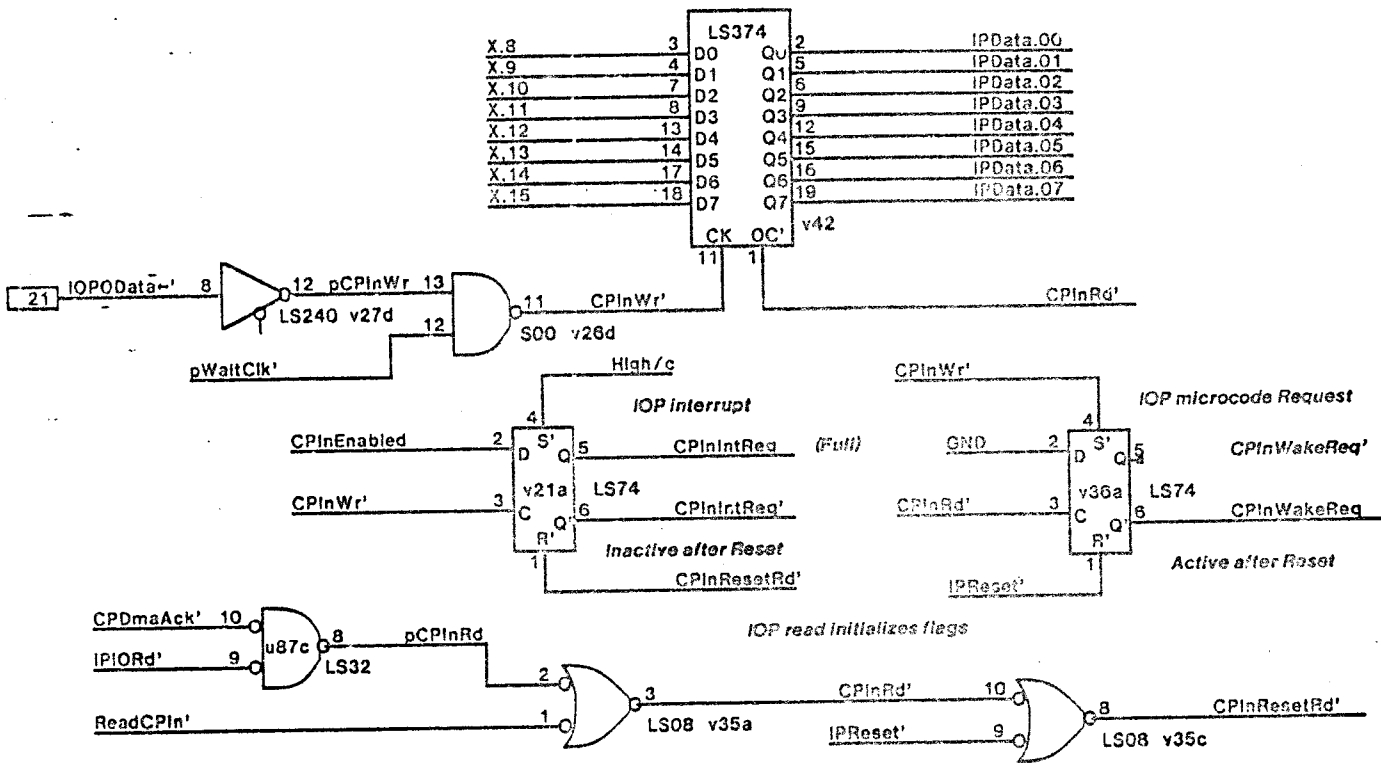 LS374
X.8 3 D0 Q0 2 IPData.00
X.9 4 D1 Q1 5 IPData.01
X.10 7 D2 Q2 6 IPData.02
X.11 8 D3 Q3 9 IPData.03
X.12 13 D4 Q4 12 IPData.04
X.13 14 D5 Q5 15 IPData.05
X.14 17 D6 Q6 16 IPData.06
X.15 18 D7 Q7 19 IPData.07
v42
CK OC'
11 1
21 IOPOData←' 8 12 pCPInWr 13
LS240 v27d
12
11 CPInWr'
S00 v26d
CPInRd'
pWaitClk'
High/c
IOP interrupt
4
S'
CPInEnabled 2 D Q 5 CPInIntReq (Full)
v21a LS74
CPInWr' 3 C Q' 6 CPInIntReq'
R'
Inactive after Reset
1 CPInResetRd'
CPInWr'
IOP microcode Request
4
S'
GND 2 D Q 5 CPInWakeReq'
v36a LS74
CPInRd' 3 C Q' 6 CPInWakeReq
R'
Active after Reset
IPReset' 1
IOP read initializes flags
CPDmaAck' 10
u87c 8 pCPInRd
IPIORd' 9 LS32
2
ReadCPIn' 1
3 CPInRd' 10
LS08 v35a
IPReset' 9
8 CPInResetRd'
LS08 v35c